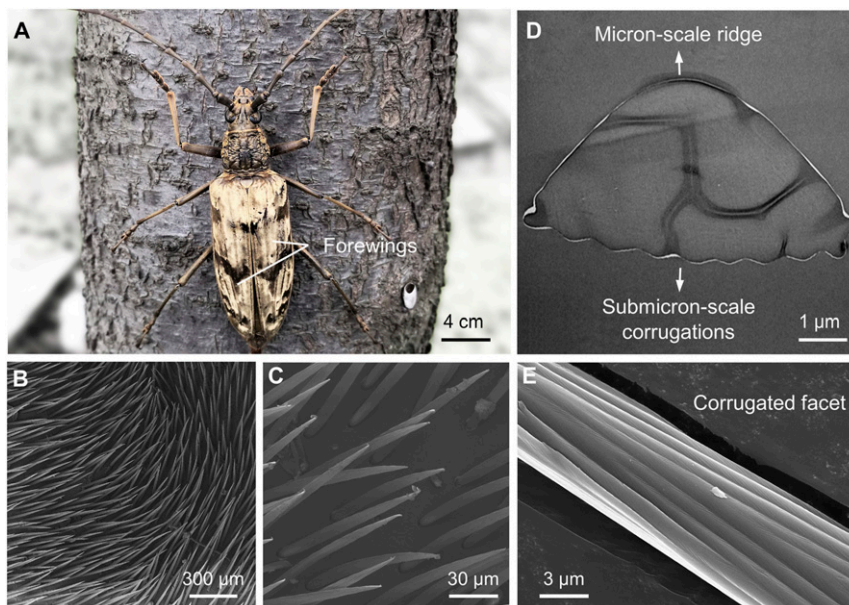 A
Forewings
4 cm
D
Micron-scale ridge
Submicron-scale
corrugations
1 µm
B
300 µm
C
30 µm
E
Corrugated facet
3 µm